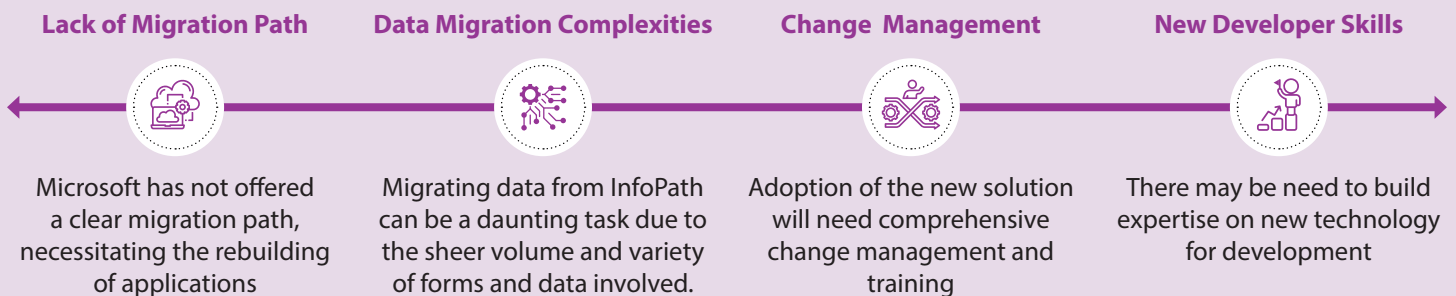 Lack of Migration Path
Microsoft has not offered
a clear migration path,
necessitating the rebuilding
of applications
Data Migration Complexities
Migrating data from InfoPath
can be a daunting task due to
the sheer volume and variety
of forms and data involved.
Change Management
Adoption of the new solution
will need comprehensive
change management and
training
New Developer Skills
There may be need to build
expertise on new technology
for development